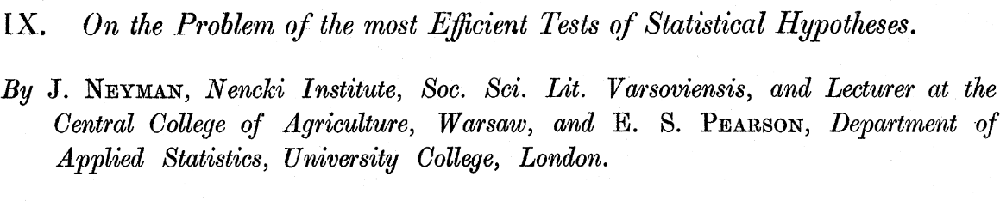 IX. On the Problem of the most Efficient Tests of Statistical Hypotheses.
By J. NEYMAN, Nencki Institute, Soc. Sci. Lit. Varsoviensis, and Lecturer at the
Central College of Agriculture, Warsaw, and E. S. PEARSON, Department of
Applied Statistics, University College, London.